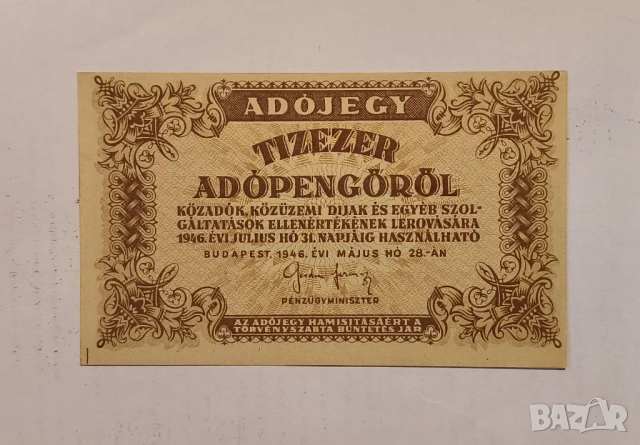 ADÓJEGY
TIZEZER
ADÓPENGŐRŐL
KÖZADÓK, KÖZÜZEMI DIJAK ÉS EGYÉB SZOL-
GÁLTATÁSOK ELLENÉRTÉKÉNEK LEROVÁSÁRA
1946. ÉVI JULIUS HÓ 31. NAPJÁIG HASZNÁLHATÓ
BUDAPEST, 1946. ÉVI MÁJUS HÓ 28.-ÁN
PÉNZÜGYMINISZTER
AZ ADÓJEGY HAMISITÁSÁÉRT A
TÖRVÉNYSZABTA BÜNTETÉS JÁR
BAZAR